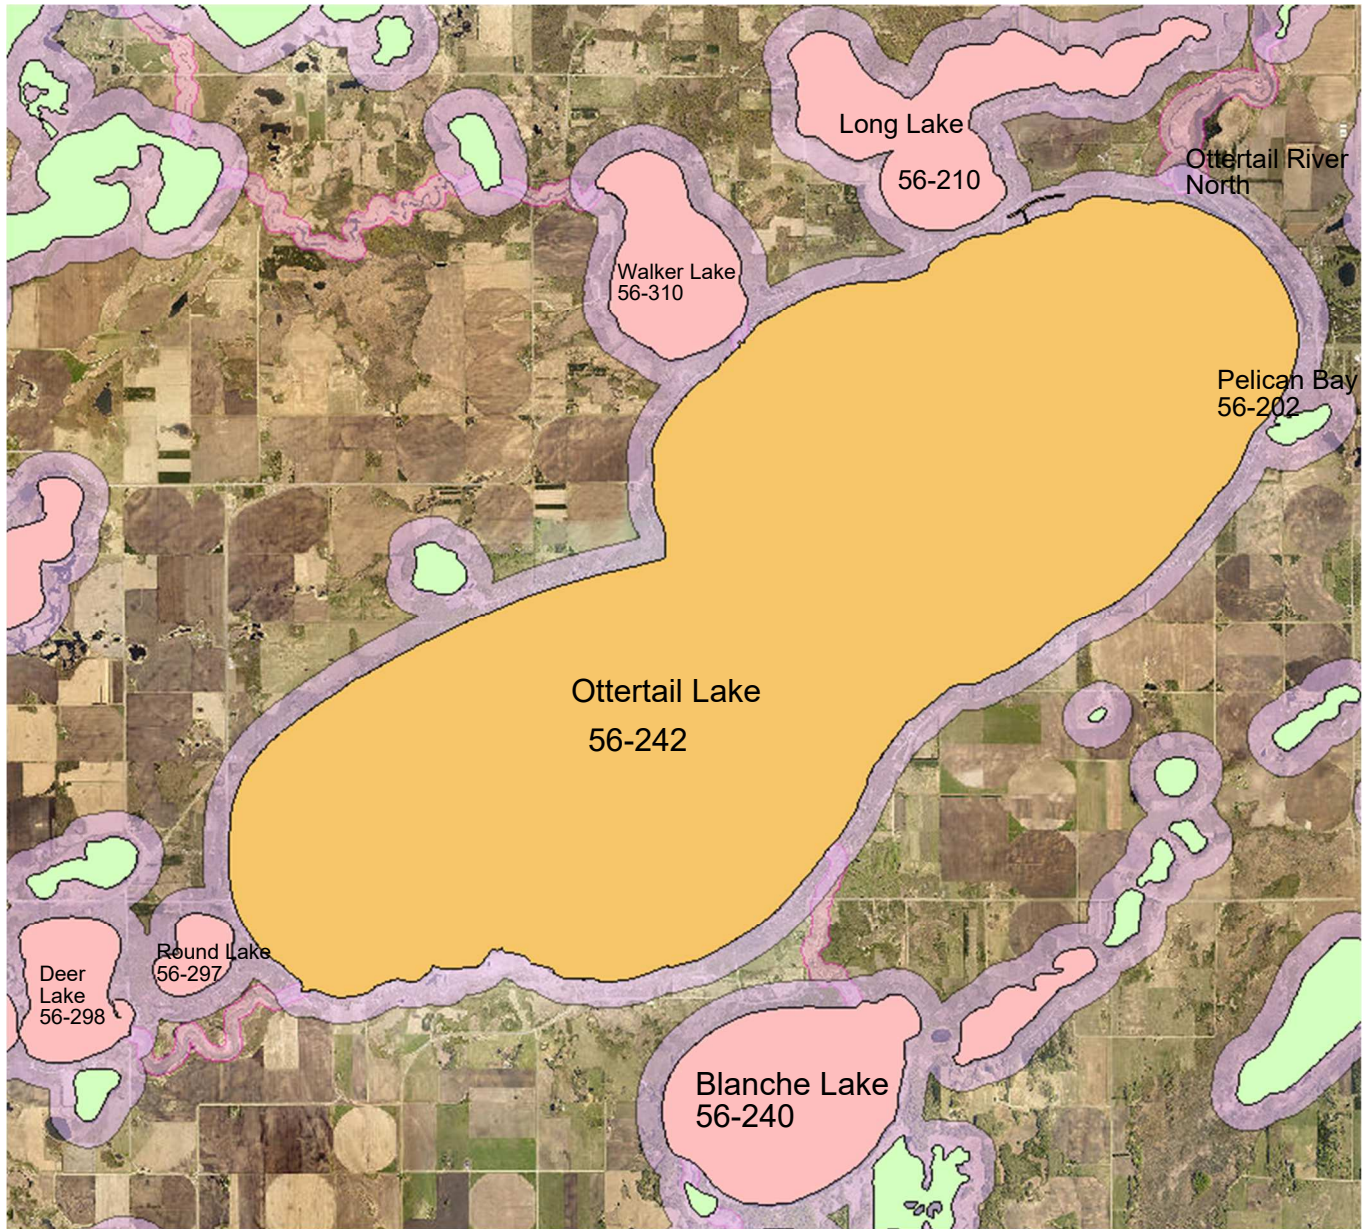 Long Lake
56-210
Ottertail River
North
Walker Lake
56-310
Pelican Bay
56-202
Ottertail Lake
56-242
Round Lake
56-297
Deer
Lake
56-298
Blanche Lake
56-240